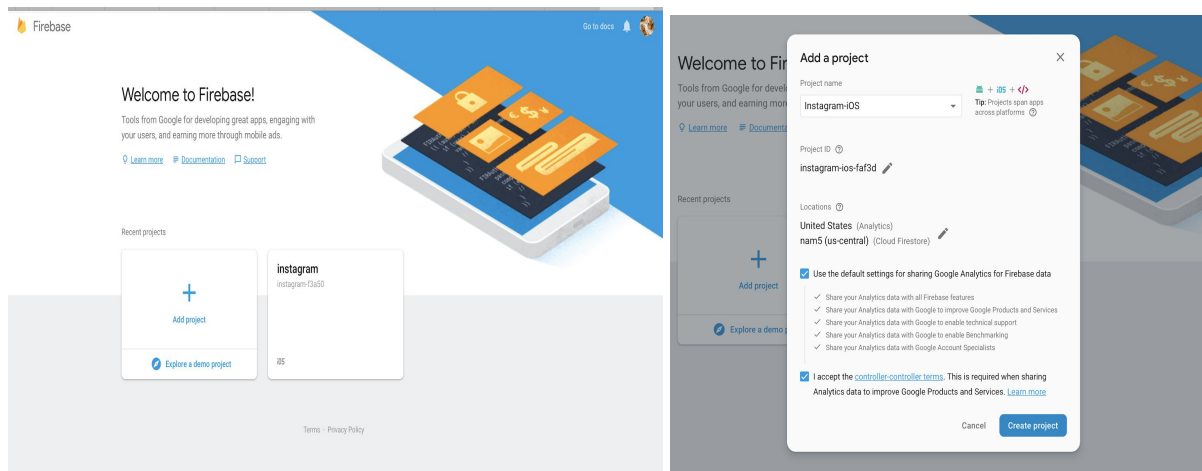 Firebase
Go to docs
Welcome to Firebase!
Tools from Google for developing great apps, engaging with
your users, and earning more through mobile ads.
Learn more Documentation Support
Recent projects
Add project
Explore a demo project
instagram
instagram-f3a50
iOS
Terms · Privacy Policy
Welcome to Fir
Tools from Google for devel
your users, and earning more
Learn more Documenta
Recent projects
Add project
Explore a demo p
Add a project
Project name
Instagram-iOS
+ iOS + </>
Tip: Projects span apps
across platforms
Project ID
instagram-ios-faf3d
Locations
United States (Analytics)
nam5 (us-central) (Cloud Firestore)
Use the default settings for sharing Google Analytics for Firebase data
Share your Analytics data with all Firebase features
Share your Analytics data with Google to improve Google Products and Services
Share your Analytics data with Google to enable technical support
Share your Analytics data with Google to enable Benchmarking
Share your Analytics data with Google Account Specialists
I accept the controller-controller terms. This is required when sharing
Analytics data to improve Google Products and Services. Learn more
Cancel Create project